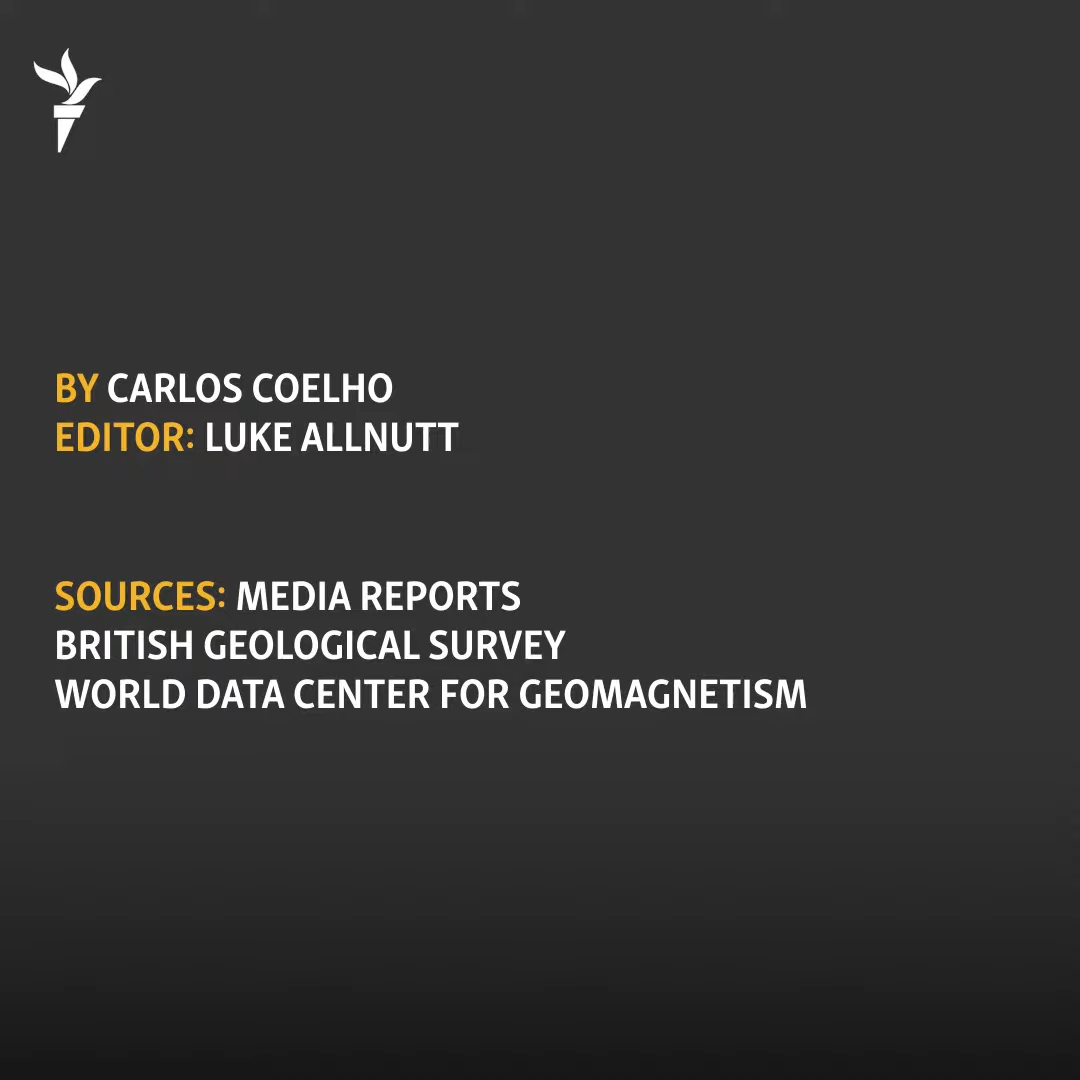 BY CARLOS COELHO
EDITOR: LUKE ALLNUTT
SOURCES: MEDIA REPORTS
BRITISH GEOLOGICAL SURVEY
WORLD DATA CENTER FOR GEOMAGNETISM